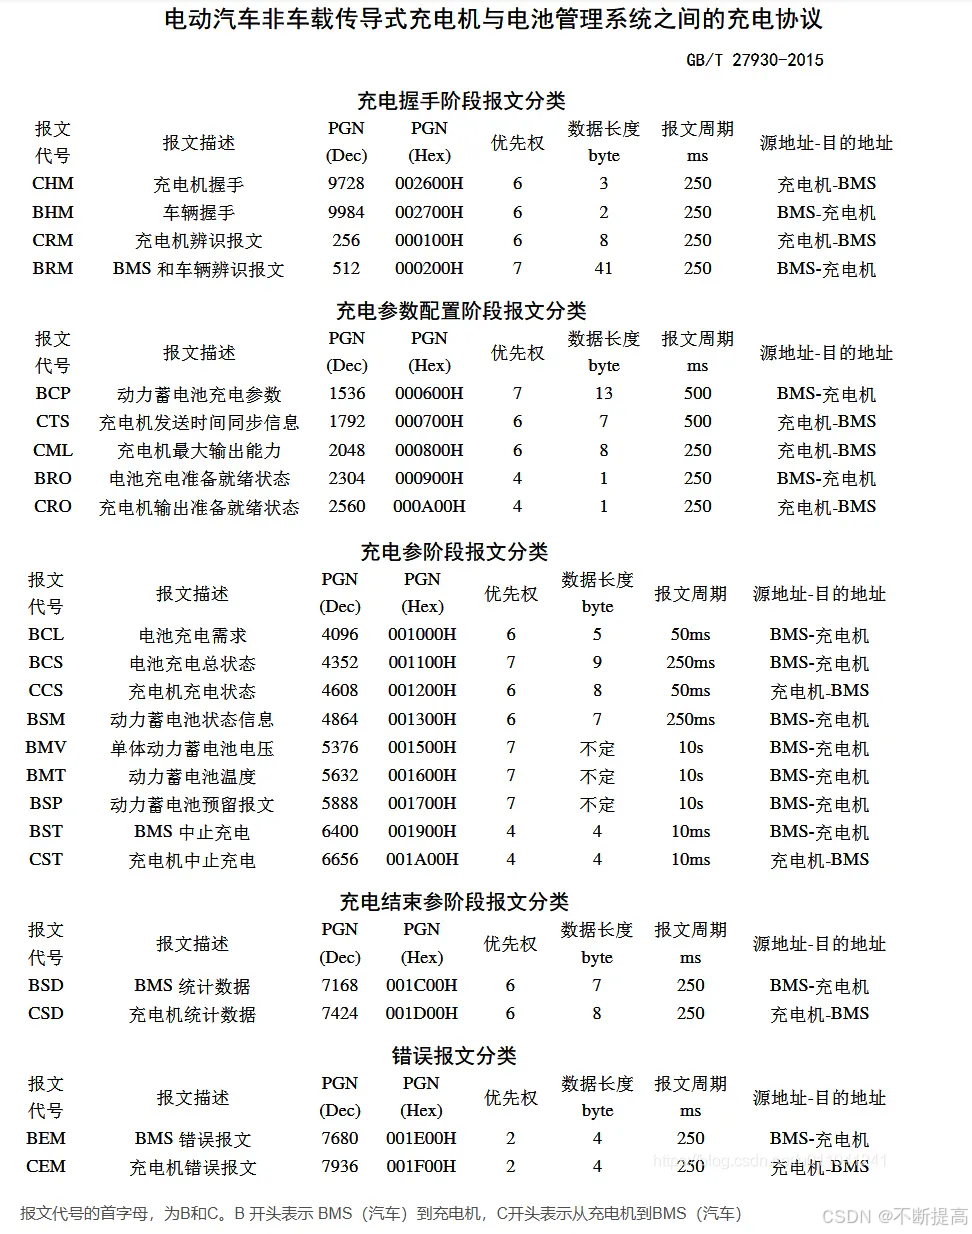 电动汽车非车载传导式充电机与电池管理系统之间的充电协议
GB/T 27930-2015
充电握手阶段报文分类
报文代号 报文描述 PGN (Dec) PGN (Hex) 优先权 数据长度 byte 报文周期 ms 源地址-目的地址
CHM 充电机握手 9728 002600H 6 3 250 充电机-BMS
BHM 车辆握手 9984 002700H 6 2 250 BMS-充电机
CRM 充电机辨识报文 256 000100H 6 8 250 充电机-BMS
BRM BMS 和车辆辨识报文 512 000200H 7 41 250 BMS-充电机
充电参数配置阶段报文分类
报文代号 报文描述 PGN (Dec) PGN (Hex) 优先权 数据长度 byte 报文周期 ms 源地址-目的地址
BCP 动力蓄电池充电参数 1536 000600H 7 13 500 BMS-充电机
CTS 充电机发送时间同步信息 1792 000700H 6 7 500 充电机-BMS
CML 充电机最大输出能力 2048 000800H 6 8 250 充电机-BMS
BRO 电池充电准备就绪状态 2304 000900H 4 1 250 BMS-充电机
CRO 充电机输出准备就绪状态 2560 000A00H 4 1 250 充电机-BMS
充电参阶段报文分类
报文代号 报文描述 PGN (Dec) PGN (Hex) 优先权 数据长度 byte 报文周期 源地址-目的地址
BCL 电池充电需求 4096 001000H 6 5 50ms BMS-充电机
BCS 电池充电总状态 4352 001100H 7 9 250ms BMS-充电机
CCS 充电机充电状态 4608 001200H 6 8 50ms 充电机-BMS
BSM 动力蓄电池状态信息 4864 001300H 6 7 250ms BMS-充电机
BMV 单体动力蓄电池电压 5376 001500H 7 不定 10s BMS-充电机
BMT 动力蓄电池温度 5632 001600H 7 不定 10s BMS-充电机
BSP 动力蓄电池预留报文 5888 001700H 7 不定 10s BMS-充电机
BST BMS 中止充电 6400 001900H 4 4 10ms BMS-充电机
CST 充电机中止充电 6656 001A00H 4 4 10ms 充电机-BMS
充电结束参阶段报文分类
报文代号 报文描述 PGN (Dec) PGN (Hex) 优先权 数据长度 byte 报文周期 ms 源地址-目的地址
BSD BMS 统计数据 7168 001C00H 6 7 250 BMS-充电机
CSD 充电机统计数据 7424 001D00H 6 8 250 充电机-BMS
错误报文分类
报文代号 报文描述 PGN (Dec) PGN (Hex) 优先权 数据长度 byte 报文周期 ms 源地址-目的地址
BEM BMS 错误报文 7680 001E00H 2 4 250 BMS-充电机
CEM 充电机错误报文 7936 001F00H 2 4 250 充电机-BMS
报文代号的首字母，为B和C。B 开头表示 BMS（汽车）到充电机，C开头表示从充电机到BMS（汽车）
CSDN @不断提高